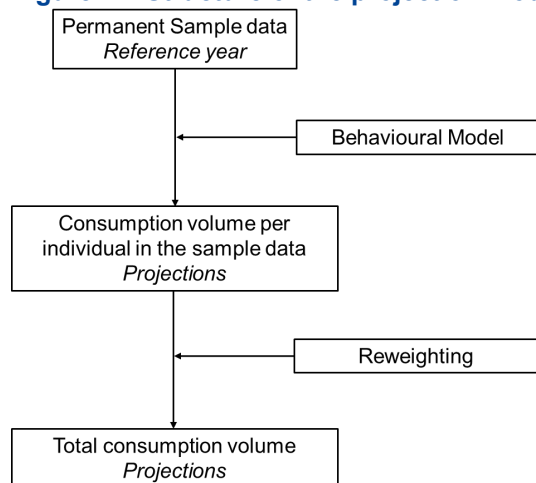 Permanent Sample data
Reference year
Behavioural Model
Consumption volume per
individual in the sample data
Projections
Reweighting
Total consumption volume
Projections